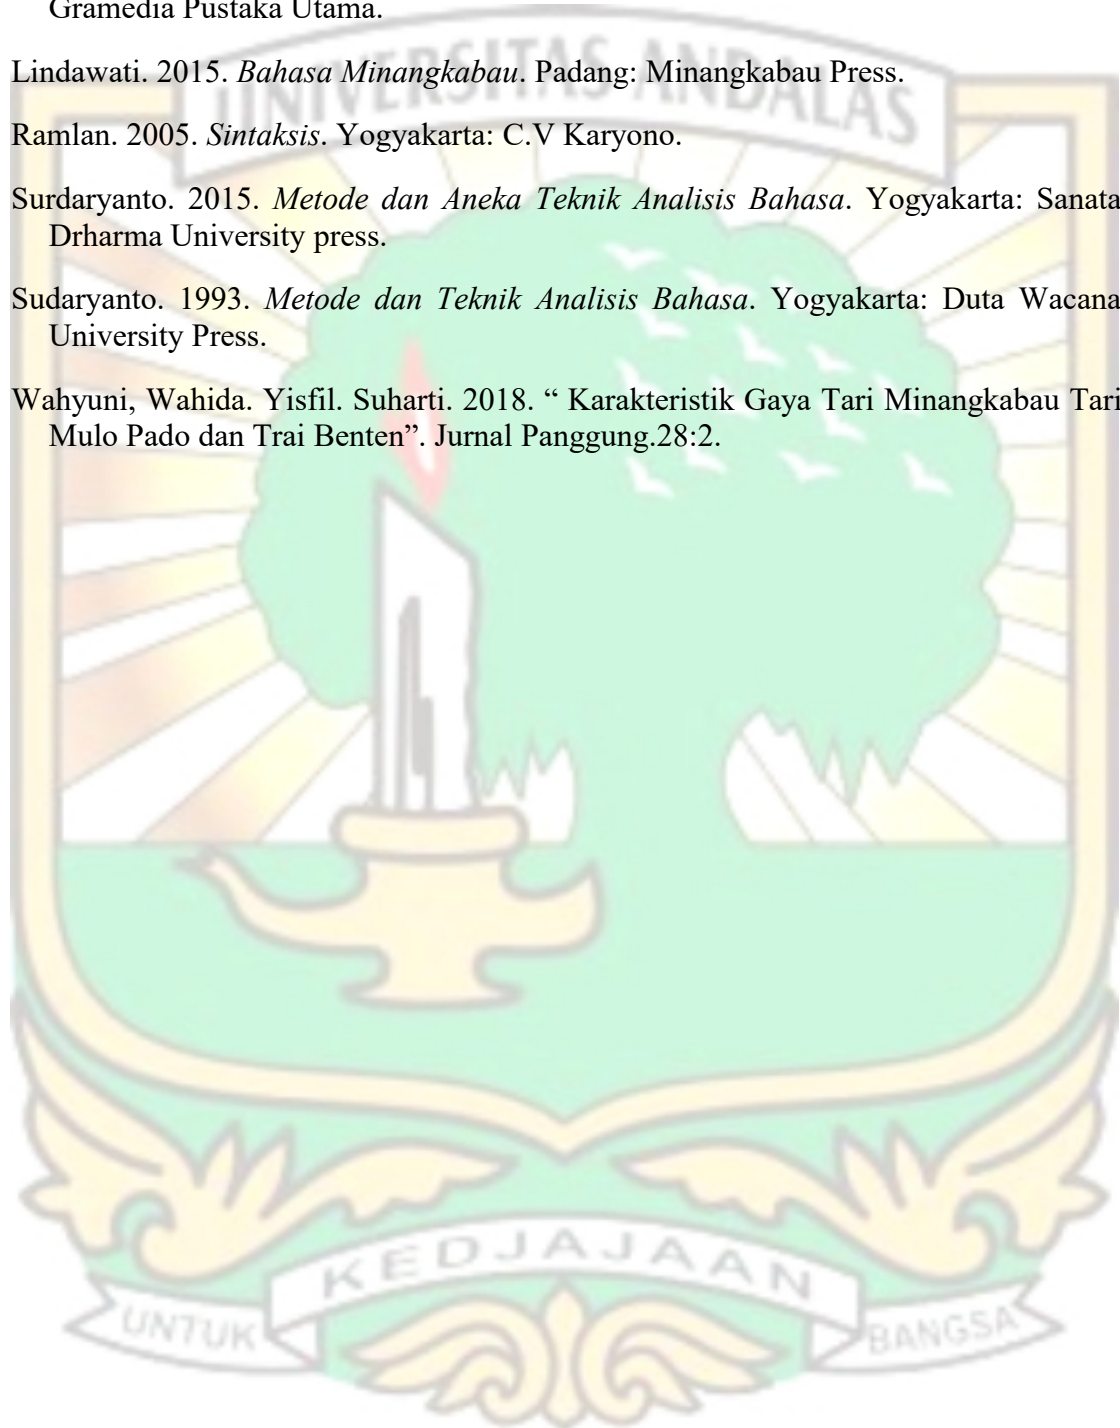 Gramedia Pustaka Utama.
Lindawati. 2015. Bahasa Minangkabau. Padang: Minangkabau Press.
UNIVERSITAS ANDALAS
Ramlan. 2005. Sintaksis. Yogyakarta: C.V Karyono.
Surdaryanto. 2015. Metode dan Aneka Teknik Analisis Bahasa. Yogyakarta: Sanata
Drharma University press.
Sudaryanto. 1993. Metode dan Teknik Analisis Bahasa. Yogyakarta: Duta Wacana
University Press.
Wahyuni, Wahida. Yisfil. Suharti. 2018. “ Karakteristik Gaya Tari Minangkabau Tari
Mulo Pado dan Trai Benten”. Jurnal Panggung.28:2.
UNTUK KEDJAJAAN BANGSA